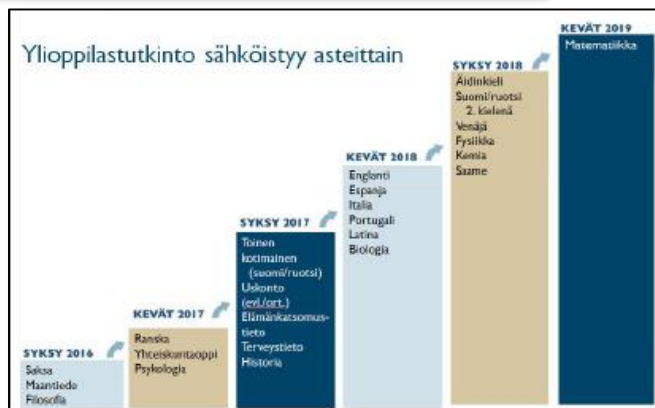 Ylioppilastutkinto sähköistyy asteittain
SYKSY 2016
Saksa
Maantiede
Filosofia
KEVÄT 2017
Ranska
Yhteiskuntaoppi
Psykologia
SYKSY 2017
Toinen
kotimainen
(suomi/ruotsi)
Uskonto
(ev.l./ort.)
Elämänkatsomus-
tieto
Terveystieto
Historia
KEVÄT 2018
Englanti
Espanja
Italia
Portugali
Latina
Biologia
SYKSY 2018
Äidinkieli
Suomi/ruotsi
2. kielenä
Venäjä
Fysiikka
Kemia
Saame
KEVÄT 2019
Matematiikka